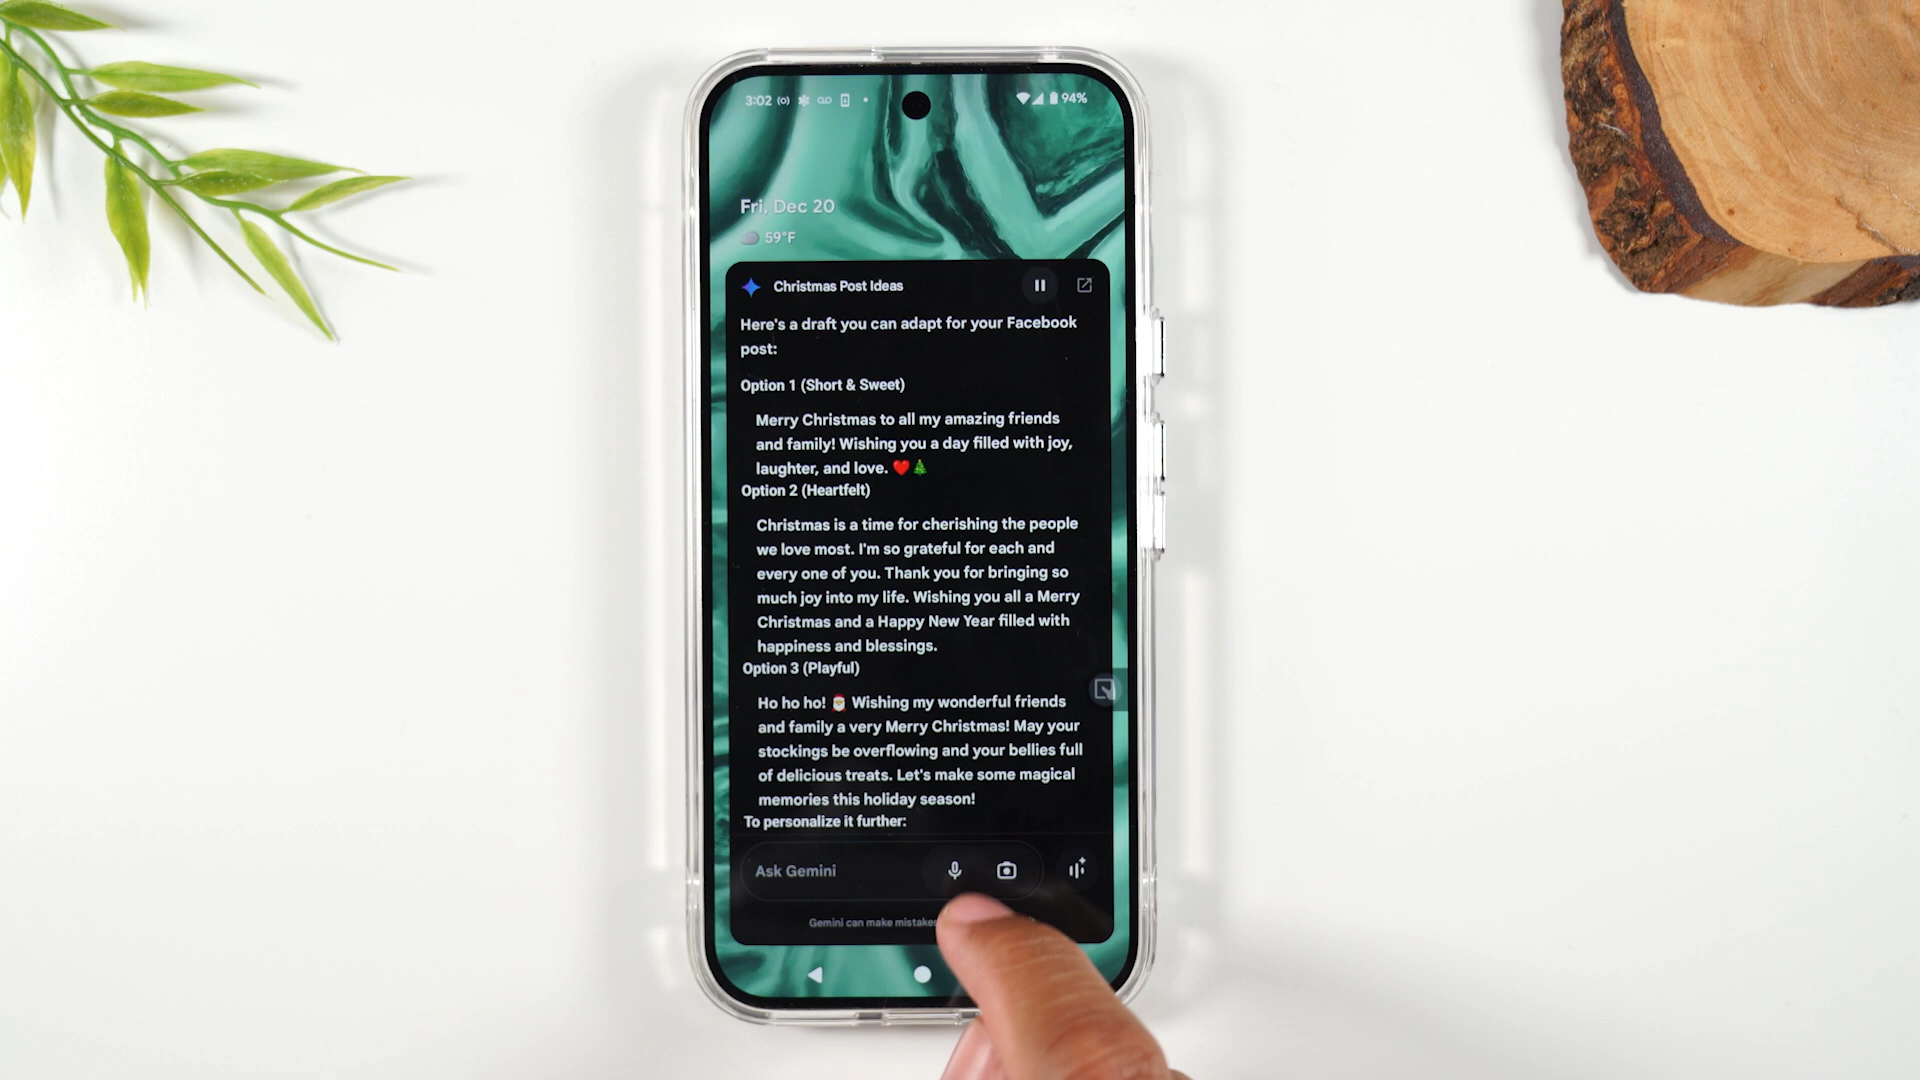 3:02
94%
Fri, Dec 20
59°F
Christmas Post Ideas
Here's a draft you can adapt for your Facebook
post:
Option 1 (Short & Sweet)
Merry Christmas to all my amazing friends
and family! Wishing you a day filled with joy,
laughter, and love. ❤️🎄
Option 2 (Heartfelt)
Christmas is a time for cherishing the people
we love most. I'm so grateful for each and
every one of you. Thank you for bringing so
much joy into my life. Wishing you all a Merry
Christmas and a Happy New Year filled with
happiness and blessings.
Option 3 (Playful)
Ho ho ho! 🎅 Wishing my wonderful friends
and family a very Merry Christmas! May your
stockings be overflowing and your bellies full
of delicious treats. Let's make some magical
memories this holiday season!
To personalize it further:
Ask Gemini
Gemini can make mistakes